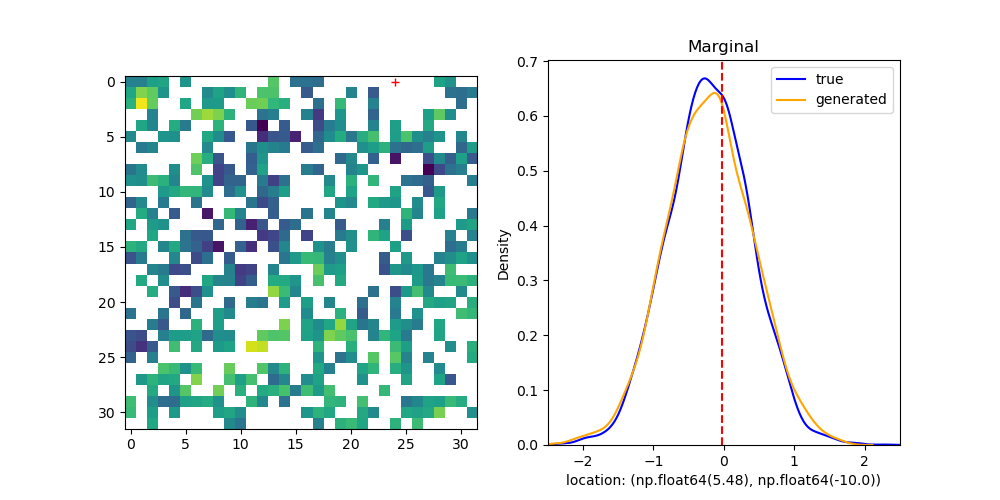 Marginal
0
5
10
15
20
25
30
0 5 10 15 20 25 30
0.7
0.6
0.5
0.4
0.3
0.2
0.1
0.0
Density
true
generated
−2 −1 0 1 2
location: (np.float64(5.48), np.float64(-10.0))